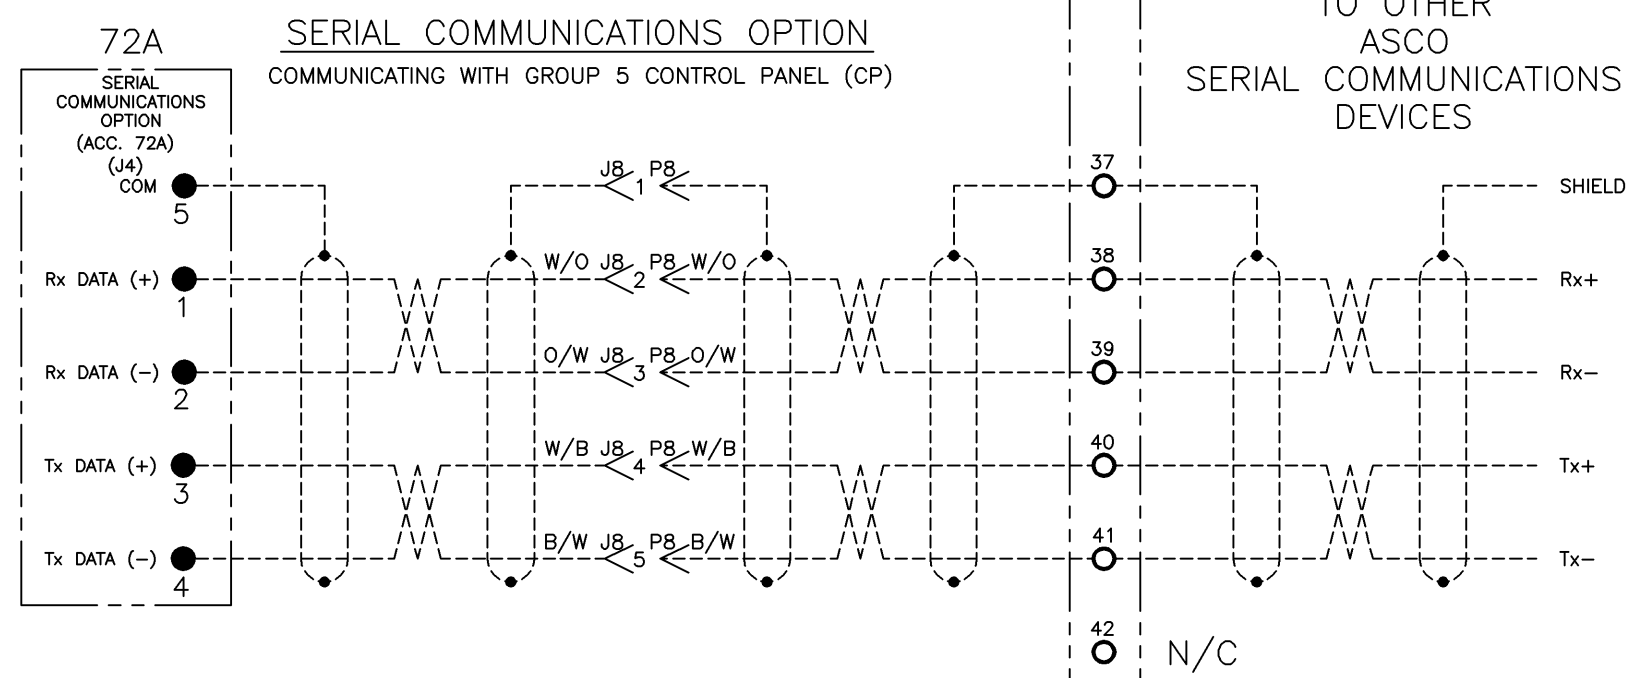 TO OTHER
ASCO
SERIAL COMMUNICATIONS
DEVICES
72A
SERIAL COMMUNICATIONS OPTION
COMMUNICATING WITH GROUP 5 CONTROL PANEL (CP)
SERIAL
COMMUNICATIONS
OPTION
(ACC. 72A)
(J4)
COM
5
J8 1 P8
37
SHIELD
Rx DATA (+)
1
W/O J8 2 P8 W/O
38
Rx+
Rx DATA (-)
2
O/W J8 3 P8 O/W
39
Rx-
Tx DATA (+)
3
W/B J8 4 P8 W/B
40
Tx+
Tx DATA (-)
4
B/W J8 5 P8 B/W
41
Tx-
42
N/C